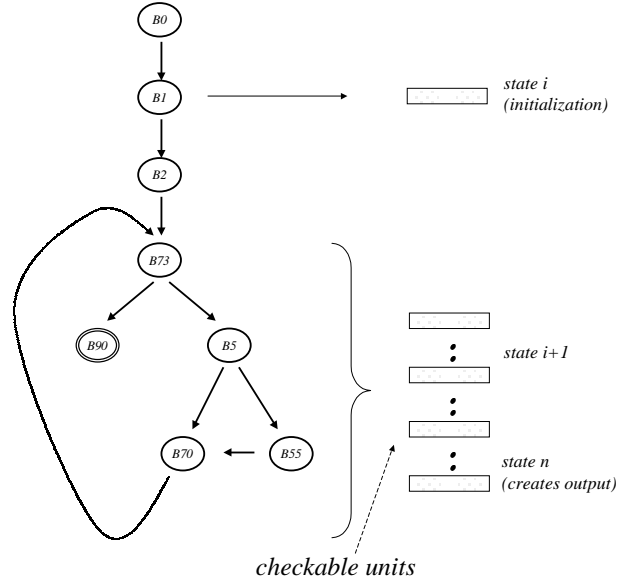 B0
B1
state i
(initialization)
B2
B73
B90
B5
state i+1
B70
B55
state n
(creates output)
checkable units